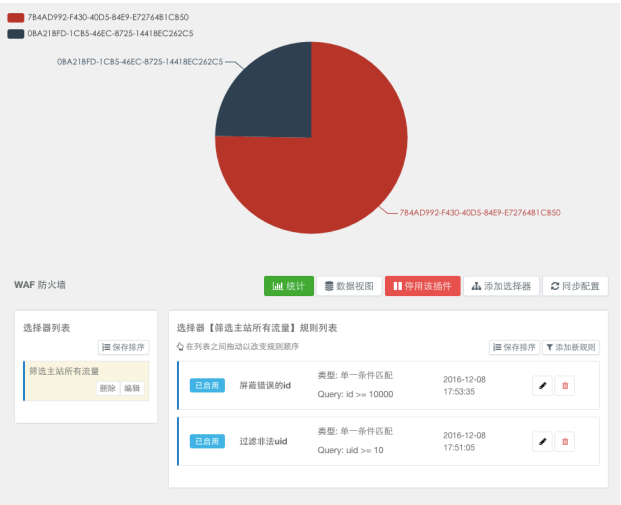 7B4AD992-F430-40D5-84E9-E72764B1CB50
0BA21BFD-1CB5-46EC-8725-14418EC262C5
0BA21BFD-1CB5-46EC-8725-14418EC262C5
7B4AD992-F430-40D5-84E9-E72764B1CB50
WAF 防火墙
统计
数据视图
停用该插件
添加选择器
同步配置
选择器列表
保存排序
筛选主站所有流量
删除 编辑
选择器【筛选主站所有流量】规则列表
在列表之间拖动以改变规则顺序
保存排序
添加新规则
已启用
屏蔽错误的id
类型: 单一条件匹配
Query: id >= 10000
2016-12-08
17:53:35
已启用
过滤非法uid
类型: 单一条件匹配
Query: uid >= 10
2016-12-08
17:51:05